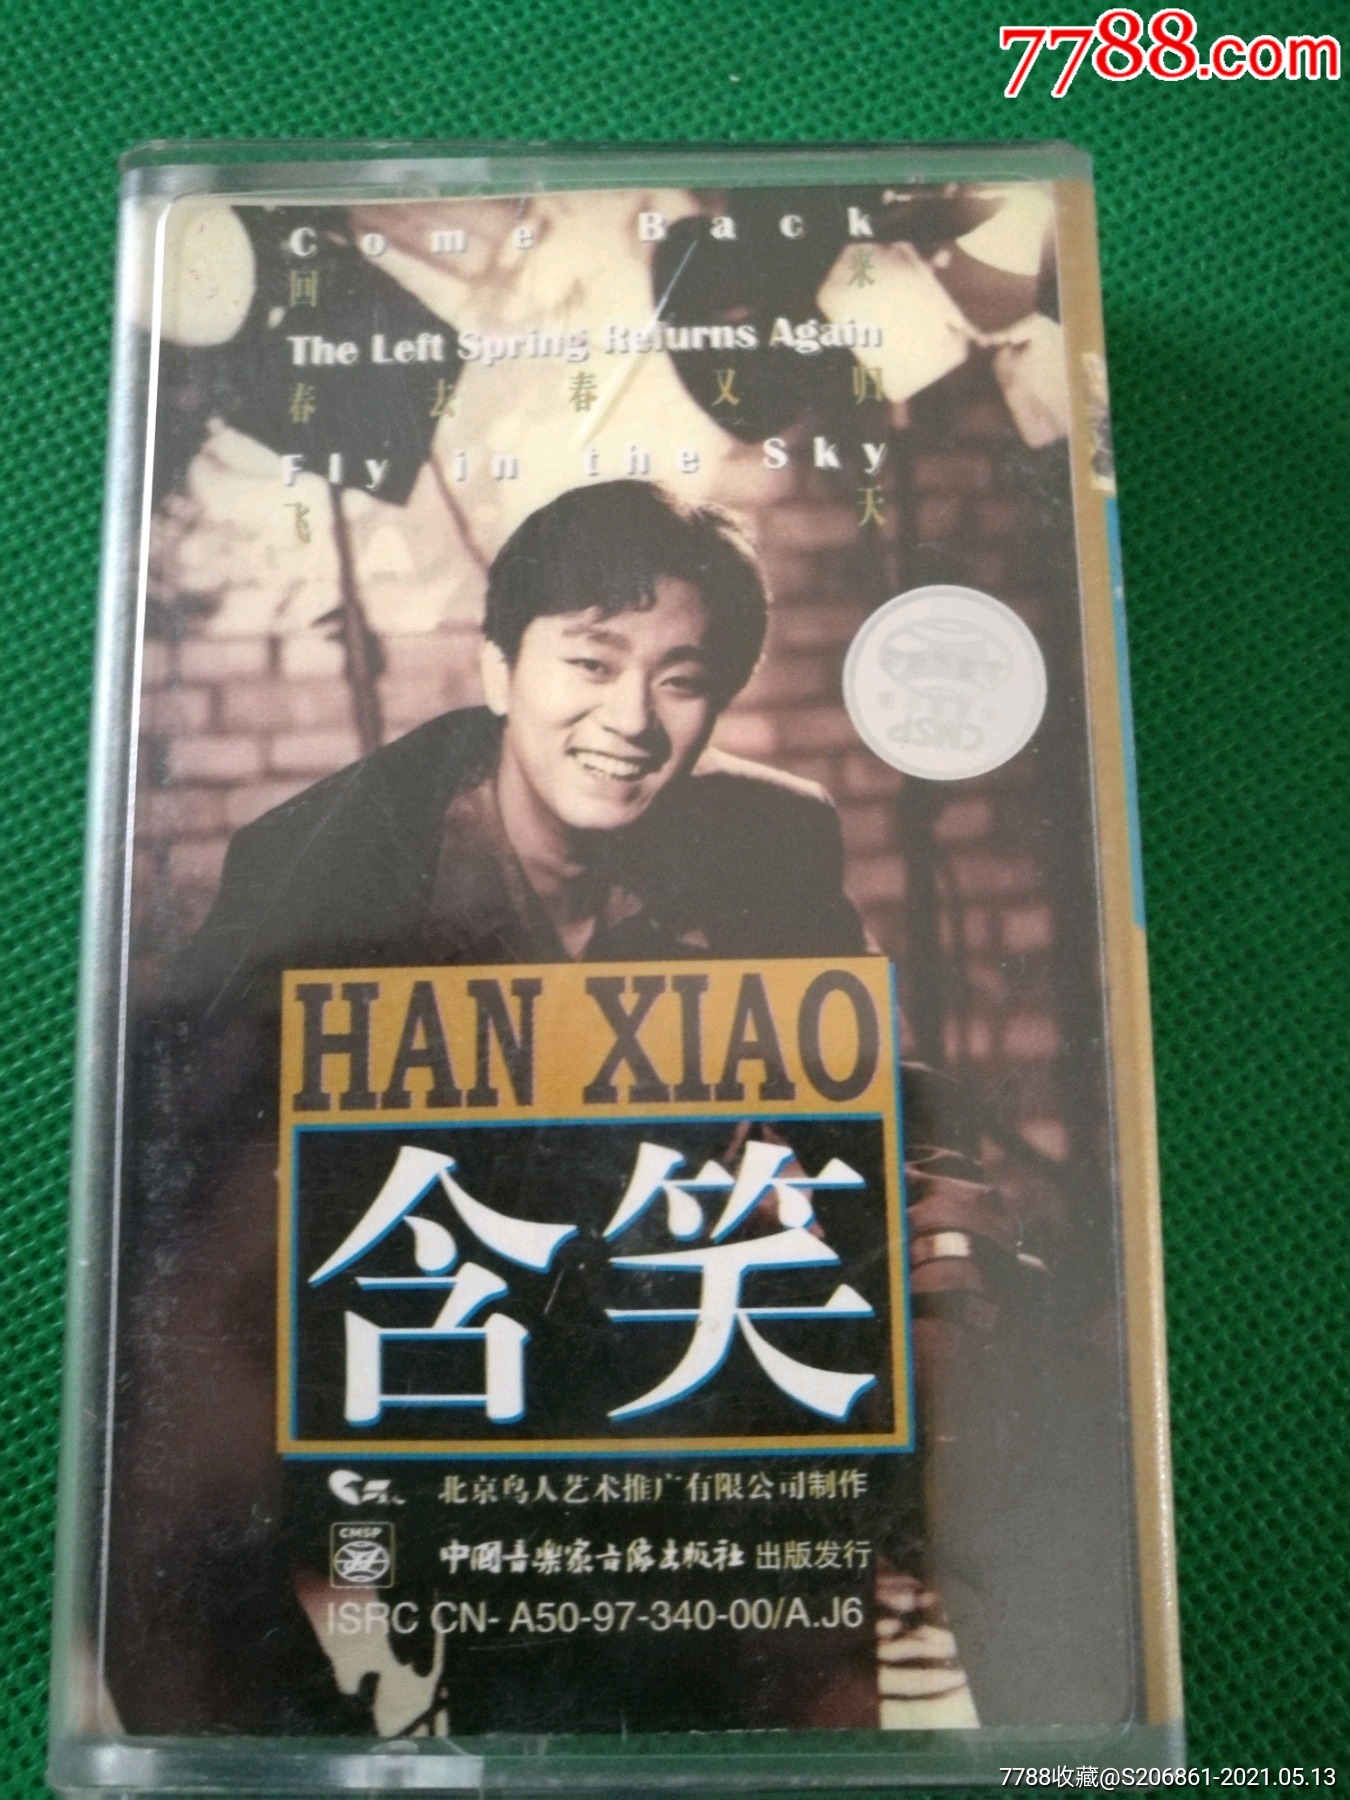 7788.com
Come Back
回来
The Left Spring Returns Again
春去春又归
Fly in the Sky
飞天
CMSP
HAN XIAO
含笑
北京鸟人艺术推广有限公司制作
CMSP
中國音樂家音像出版社 出版发行
ISRC CN- A50-97-340-00/A.J6
7788收藏@S206861-2021.05.13